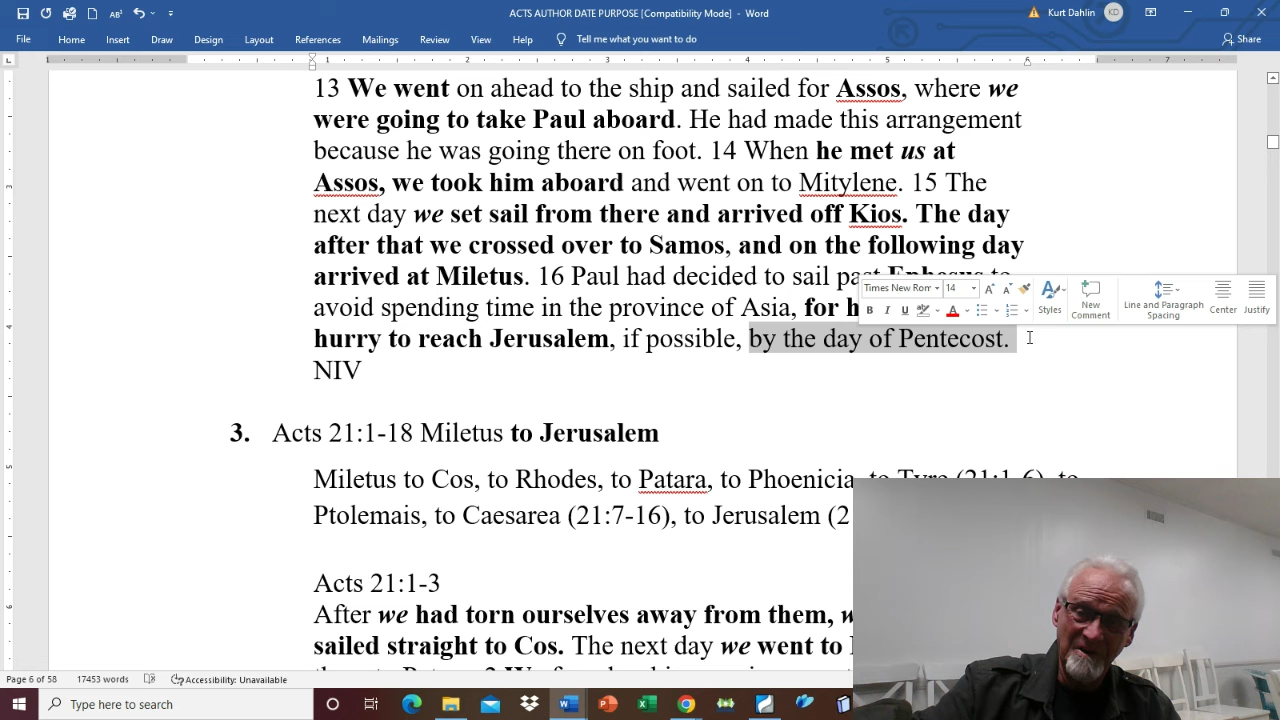 ACTS AUTHOR DATE PURPOSE [Compatibility Mode] - Word
Kurt Dahlin KD
File Home Insert Draw Design Layout References Mailings Review View Help Tell me what you want to do Share
13 We went on ahead to the ship and sailed for Assos, where we
were going to take Paul aboard. He had made this arrangement
because he was going there on foot. 14 When he met us at
Assos, we took him aboard and went on to Mitylene. 15 The
next day we set sail from there and arrived off Kios. The day
after that we crossed over to Samos, and on the following day
arrived at Miletus. 16 Paul had decided to sail past Ephesus to
avoid spending time in the province of Asia, for h
hurry to reach Jerusalem, if possible, by the day of Pentecost.
NIV
Times New Rom 14
B I U A
Styles New Comment Line and Paragraph Spacing Center Justify
3. Acts 21:1-18 Miletus to Jerusalem
Miletus to Cos, to Rhodes, to Patara, to Phoenicia, to Tyre (21:1-6), to
Ptolemais, to Caesarea (21:7-16), to Jerusalem (2
Acts 21:1-3
After we had torn ourselves away from them,
sailed straight to Cos. The next day we went to
Page 6 of 58 17453 words Accessibility: Unavailable
Type here to search